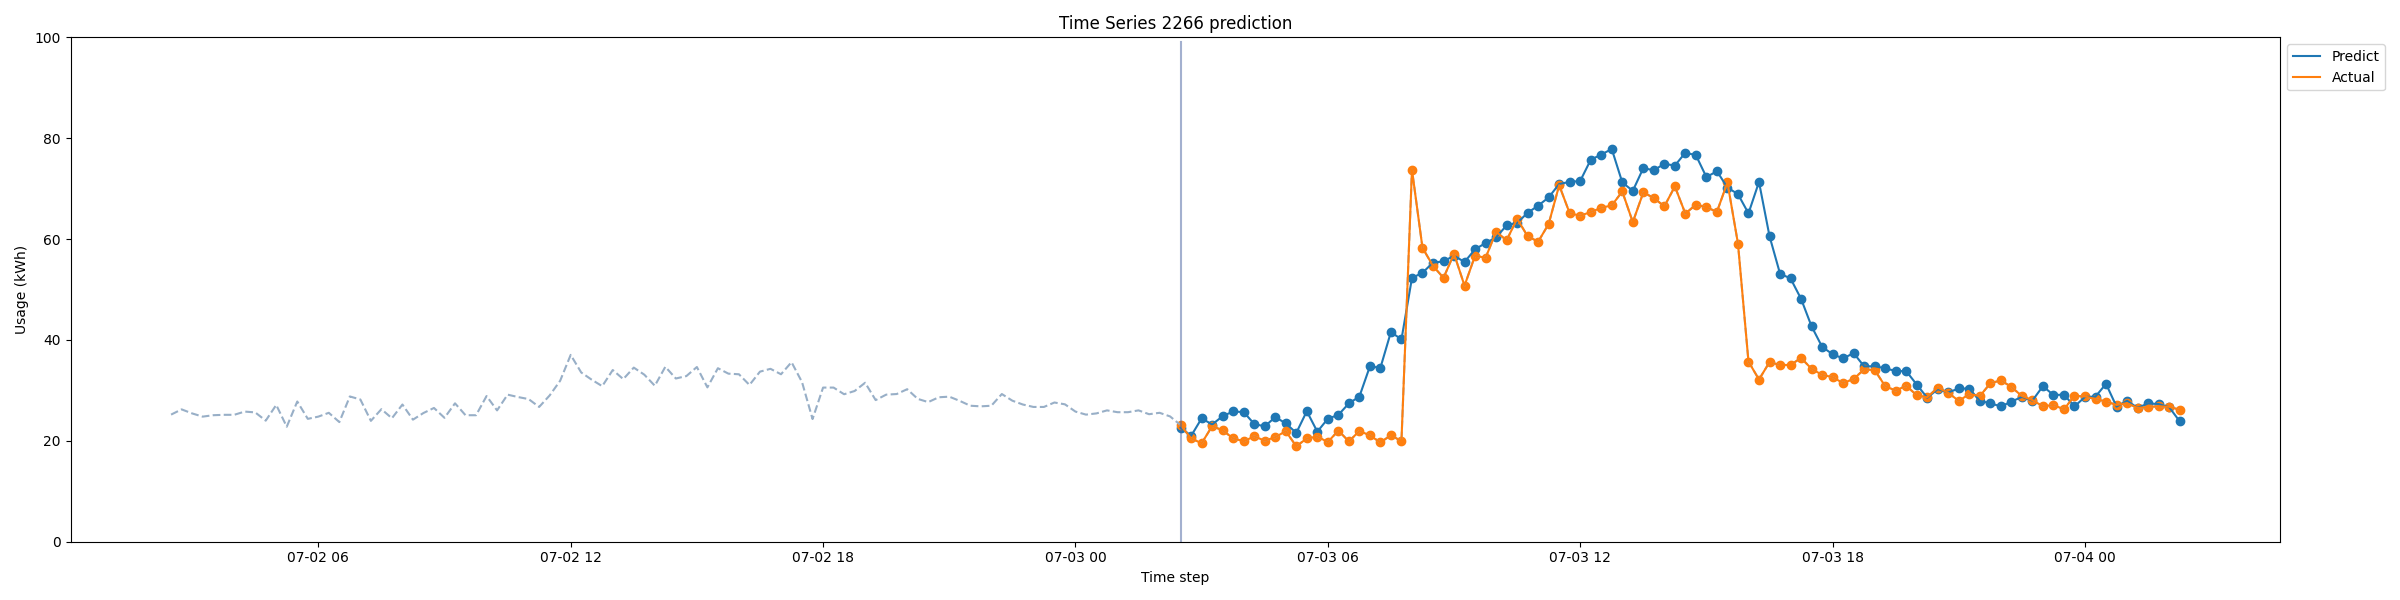 Time Series 2266 prediction
100
80
60
40
20
0
Usage (kWh)
07-02 06
07-02 12
07-02 18
07-03 00
07-03 06
07-03 12
07-03 18
07-04 00
Time step
Predict
Actual